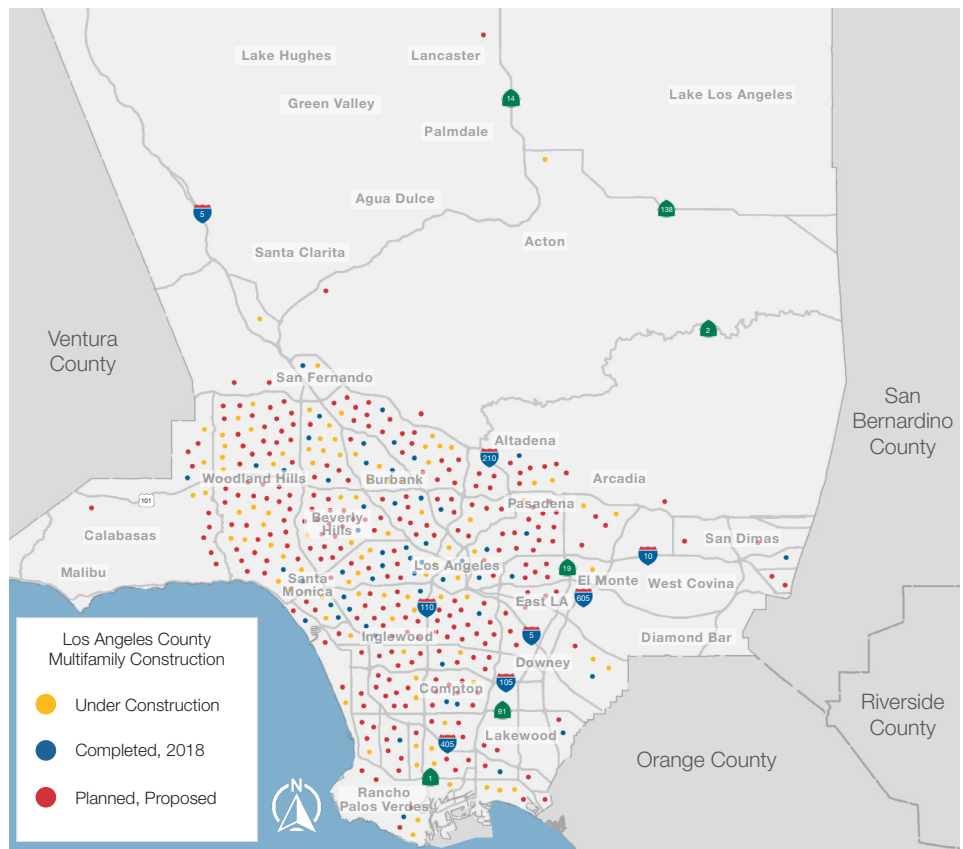 Lake Hughes
Lancaster
Lake Los Angeles
14
Green Valley
Palmdale
Agua Dulce
138
5
Acton
Santa Clarita
2
Ventura
County
San Fernando
San
Bernardino
County
Altadena
210
Woodland Hills
Burbank
Arcadia
101
Pasadena
Beverly
Hills
Calabasas
San Dimas
10
Malibu
Los Angeles
19
El Monte
West Covina
Santa
Monica
605
East LA
110
5
Inglewood
Diamond Bar
Los Angeles County
Multifamily Construction
Downey
105
Compton
Under Construction
91
Riverside
County
Lakewood
405
Completed, 2018
Orange County
1
Rancho
Palos Verdes
N
Planned, Proposed